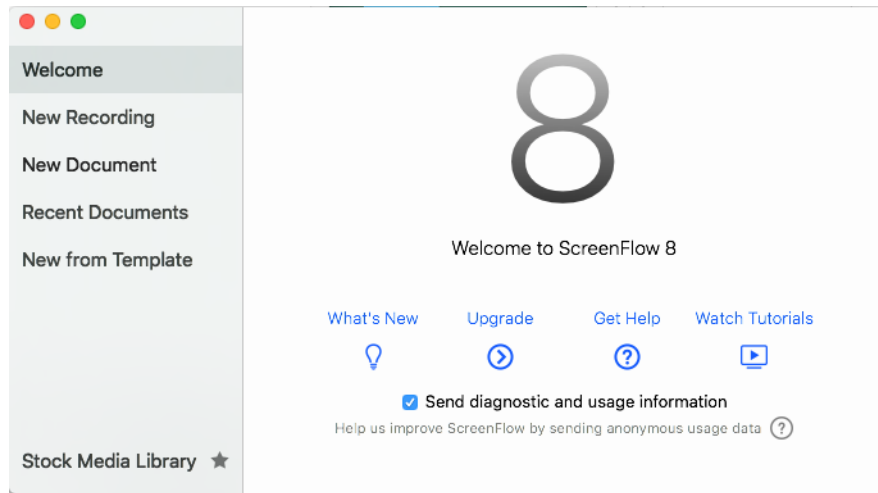 Welcome
New Recording
New Document
Recent Documents
New from Template
Stock Media Library
8
Welcome to ScreenFlow 8
What's New
Upgrade
Get Help
Watch Tutorials
Send diagnostic and usage information
Help us improve ScreenFlow by sending anonymous usage data ?